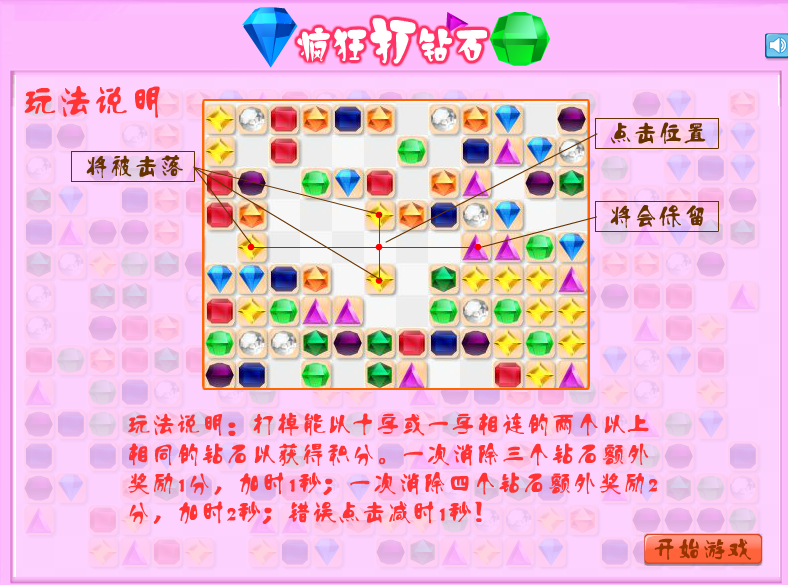 疯狂打钻石
玩法说明
点击位置
将被击落
将会保留
玩法说明：打掉能以十字或一字相连的两个以上
相同的钻石以获得积分。一次消除三个钻石额外
奖励1分，加时1秒；一次消除四个钻石额外奖励2
分，加时2秒；错误点击减时1秒！
开始游戏